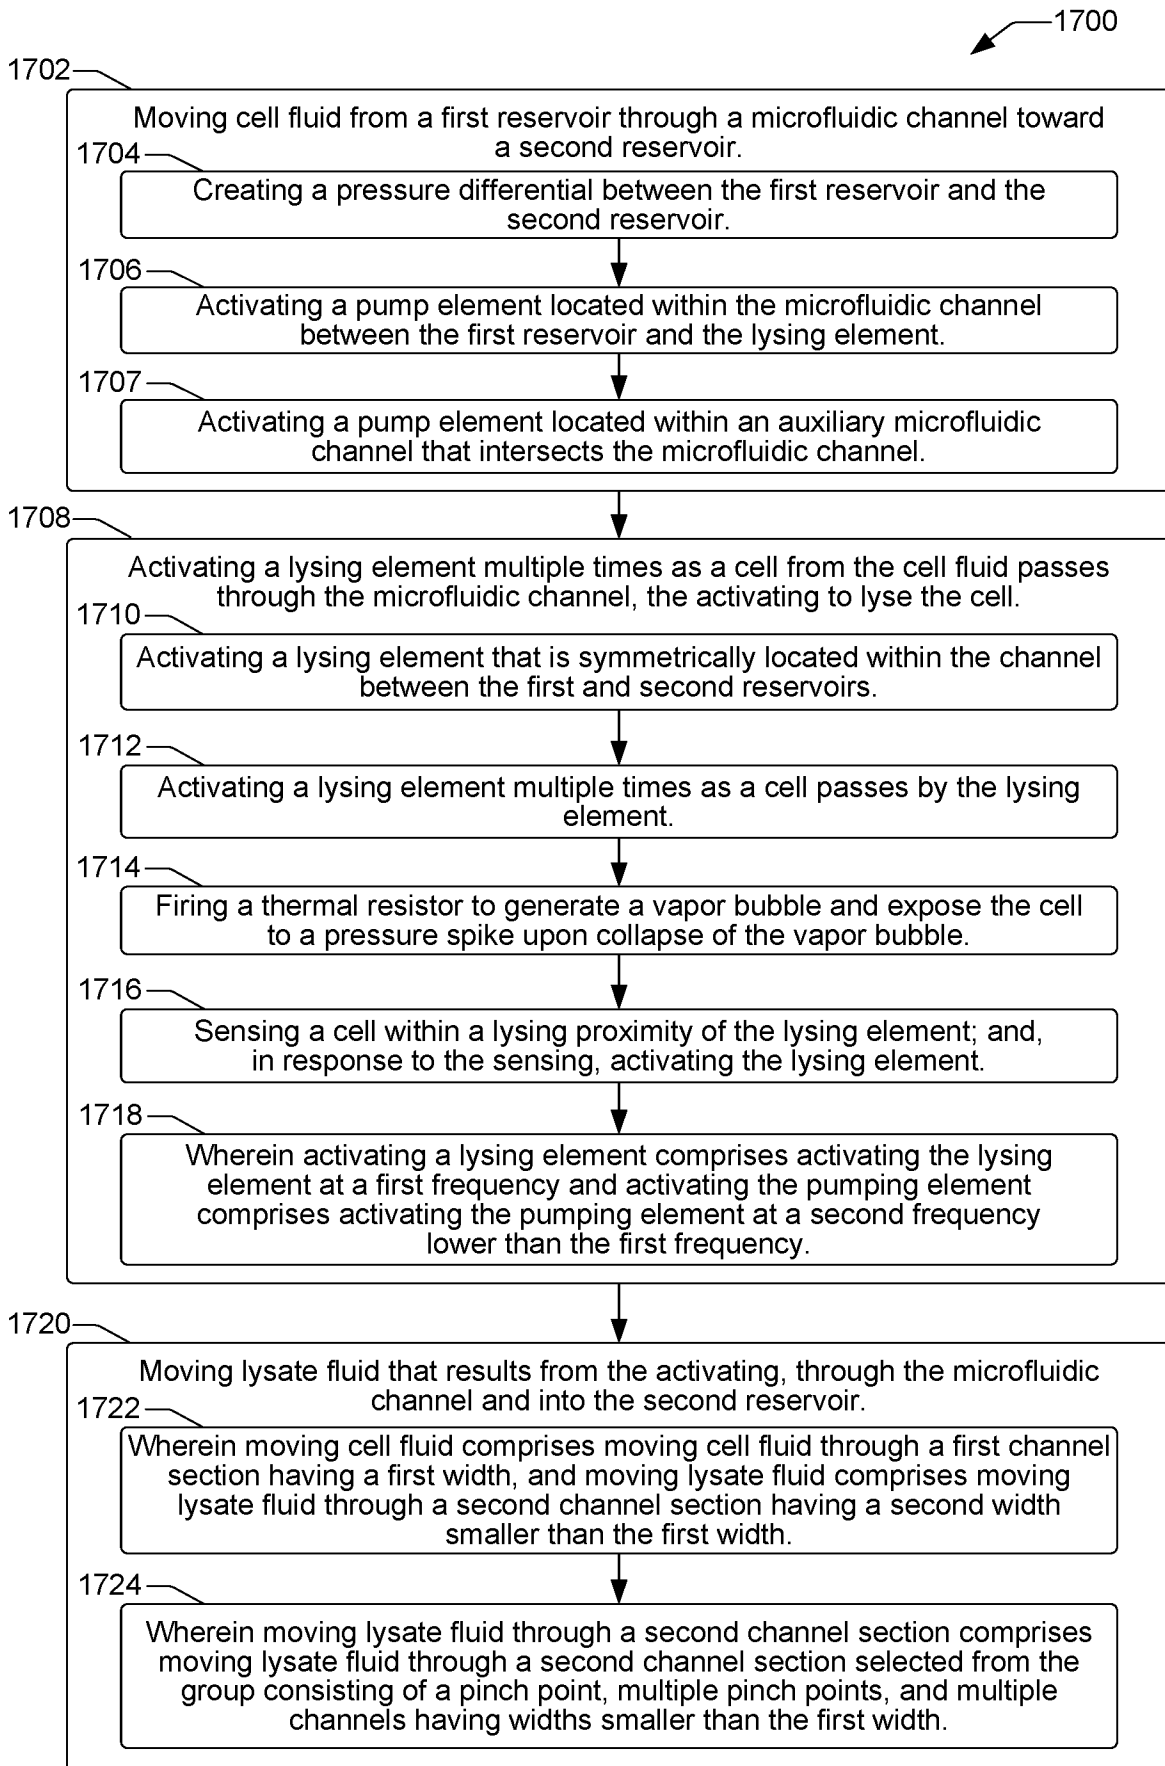 1700
1702
Moving cell fluid from a first reservoir through a microfluidic channel toward
a second reservoir.
1704
Creating a pressure differential between the first reservoir and the
second reservoir.
1706
Activating a pump element located within the microfluidic channel
between the first reservoir and the lysing element.
1707
Activating a pump element located within an auxiliary microfluidic
channel that intersects the microfluidic channel.
1708
Activating a lysing element multiple times as a cell from the cell fluid passes
through the microfluidic channel, the activating to lyse the cell.
1710
Activating a lysing element that is symmetrically located within the channel
between the first and second reservoirs.
1712
Activating a lysing element multiple times as a cell passes by the lysing
element.
1714
Firing a thermal resistor to generate a vapor bubble and expose the cell
to a pressure spike upon collapse of the vapor bubble.
1716
Sensing a cell within a lysing proximity of the lysing element; and,
in response to the sensing, activating the lysing element.
1718
Wherein activating a lysing element comprises activating the lysing
element at a first frequency and activating the pumping element
comprises activating the pumping element at a second frequency
lower than the first frequency.
1720
Moving lysate fluid that results from the activating, through the microfluidic
channel and into the second reservoir.
1722
Wherein moving cell fluid comprises moving cell fluid through a first channel
section having a first width, and moving lysate fluid comprises moving
lysate fluid through a second channel section having a second width
smaller than the first width.
1724
Wherein moving lysate fluid through a second channel section comprises
moving lysate fluid through a second channel section selected from the
group consisting of a pinch point, multiple pinch points, and multiple
channels having widths smaller than the first width.